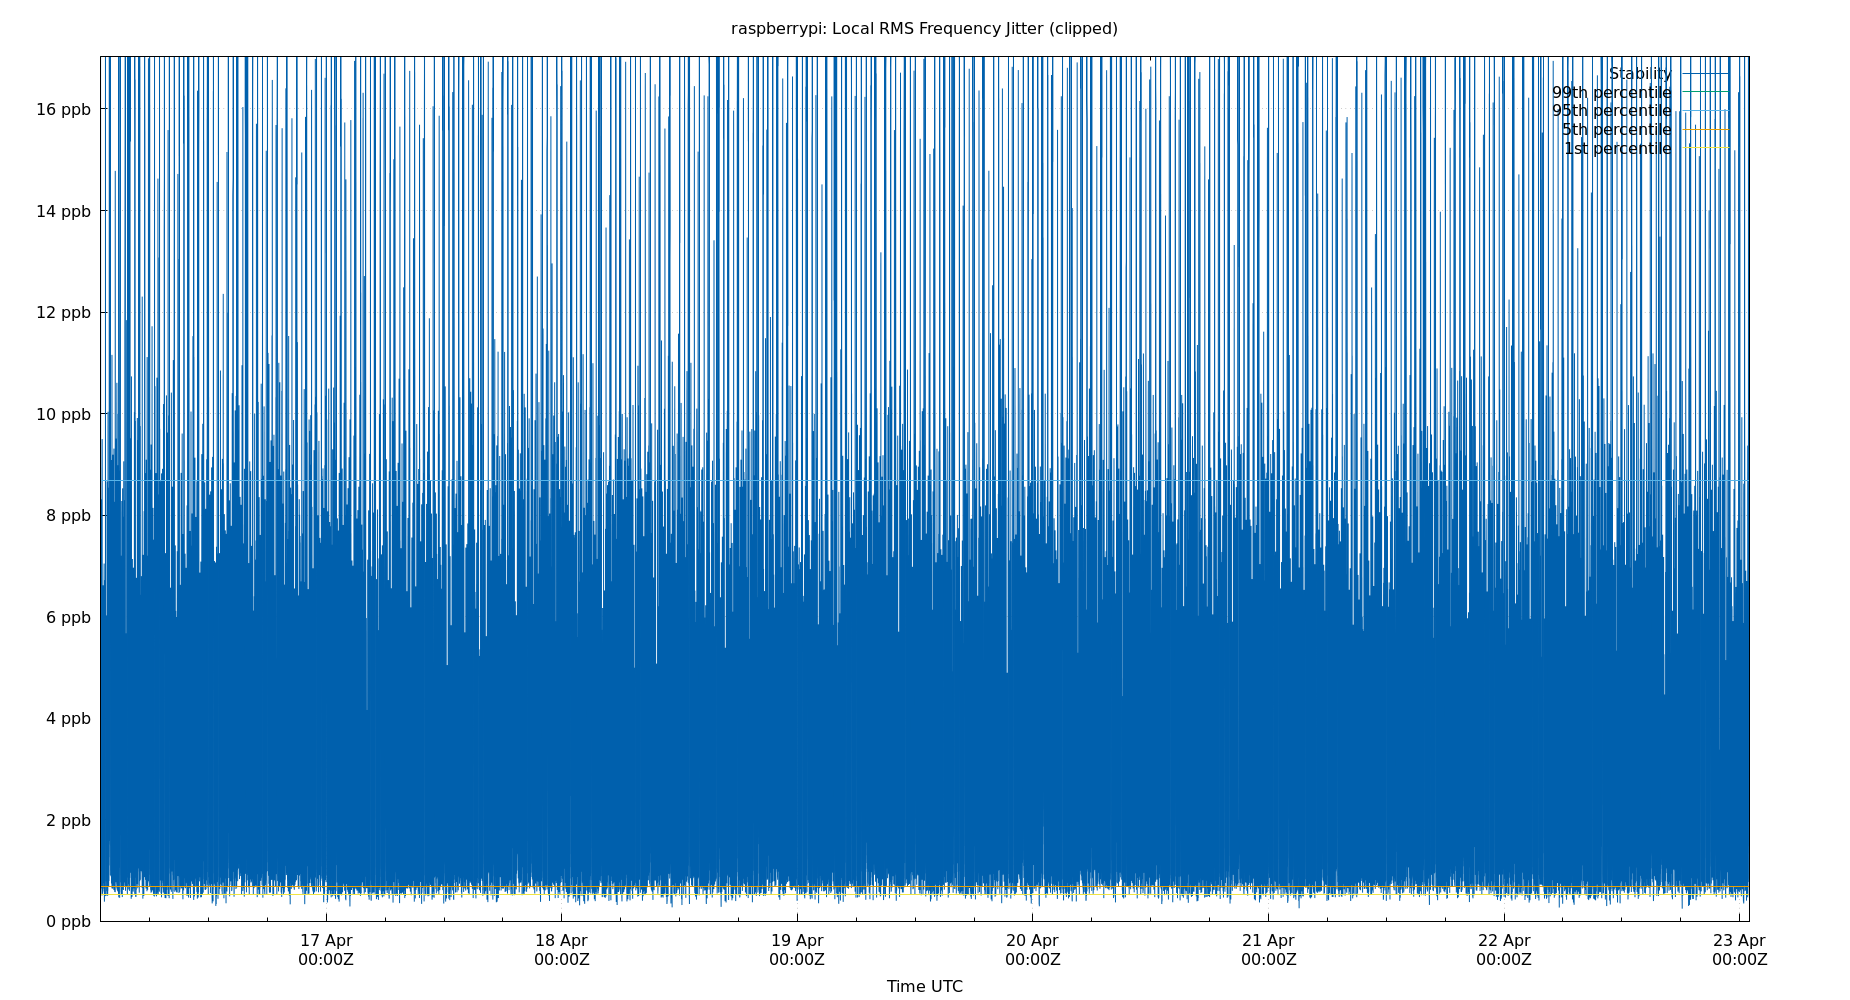 raspberrypi: Local RMS Frequency Jitter (clipped)
Stability
99th percentile
95th percentile
5th percentile
1st percentile
16 ppb
14 ppb
12 ppb
10 ppb
8 ppb
6 ppb
4 ppb
2 ppb
0 ppb
17 Apr 18 Apr 19 Apr 20 Apr 21 Apr 22 Apr 23 Apr
00:00Z 00:00Z 00:00Z 00:00Z 00:00Z 00:00Z 00:00Z
Time UTC